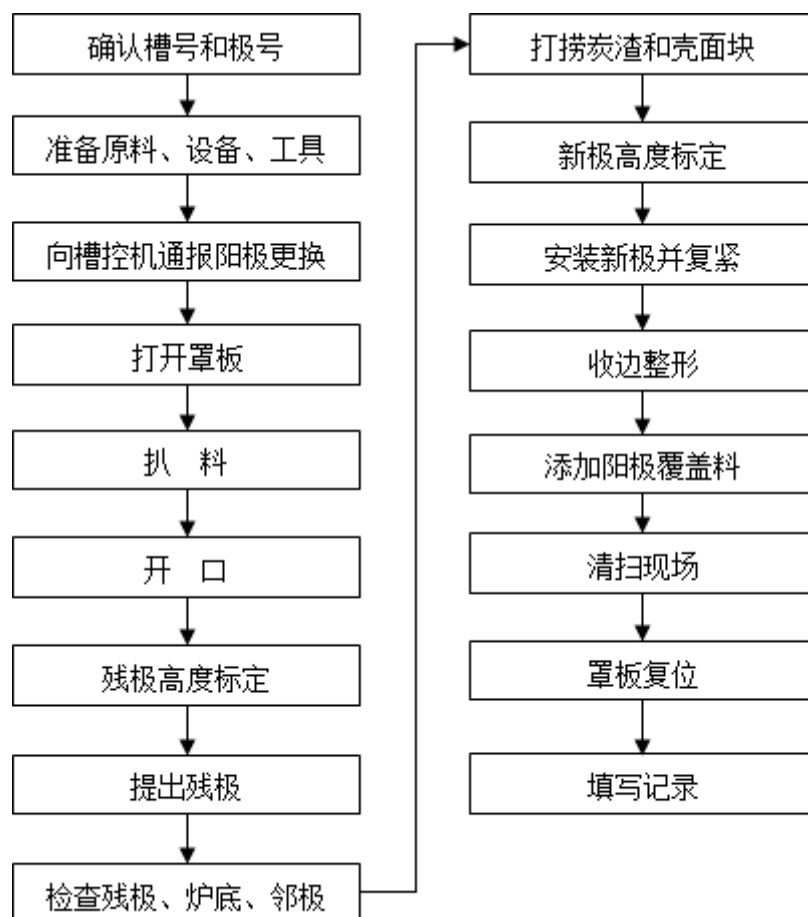 确认槽号和极号
准备原料、设备、工具
向槽控机通报阳极更换
打开罩板
扒 料
开 口
残极高度标定
提出残极
检查残极、炉底、邻极
打捞炭渣和壳面块
新极高度标定
安装新极并复紧
收边整形
添加阳极覆盖料
清扫现场
罩板复位
填写记录